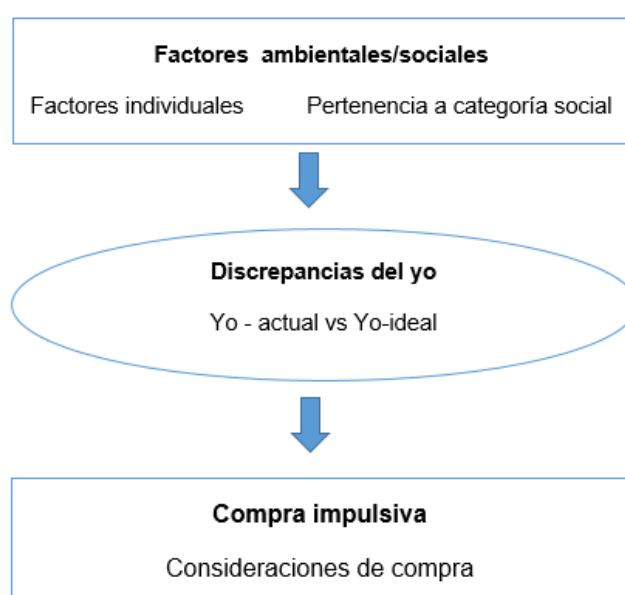 Factores ambientales/sociales
Factores individuales Pertenencia a categoría social
Discrepancias del yo
Yo - actual vs Yo-ideal
Compra impulsiva
Consideraciones de compra